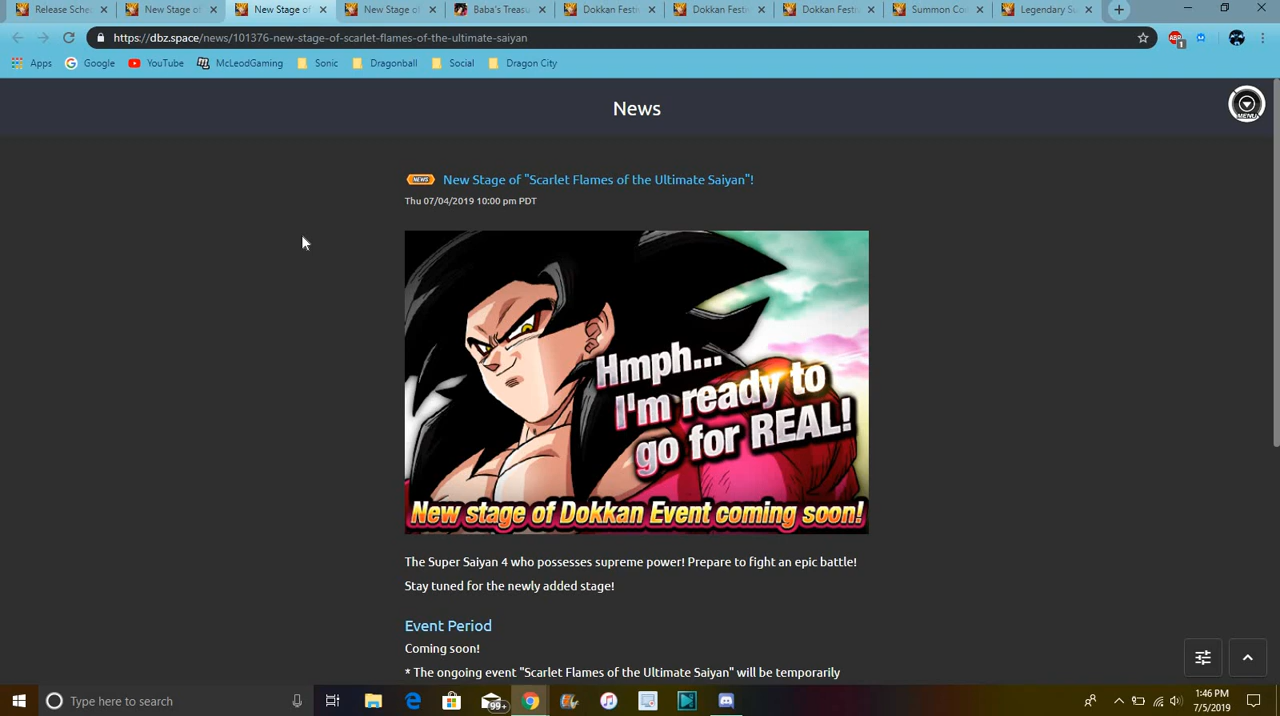 Release Sche
New Stage of
New Stage of
New Stage of
Baba's Treasu
Dokkan Festi
Dokkan Festi
Dokkan Festi
Summon Co
Legendary Su
https://dbz.space/news/101376-new-stage-of-scarlet-flames-of-the-ultimate-saiyan
ABP
1
Apps
Google
YouTube
McLeodGaming
Sonic
Dragonball
Social
Dragon City
News
MENU
NEWS New Stage of "Scarlet Flames of the Ultimate Saiyan"!
Thu 07/04/2019 10:00 pm PDT
Hmph...
I'm ready to
go for REAL!
New stage of Dokkan Event coming soon!
The Super Saiyan 4 who possesses supreme power! Prepare to fight an epic battle!
Stay tuned for the newly added stage!
Event Period
Coming soon!
* The ongoing event "Scarlet Flames of the Ultimate Saiyan" will be temporarily
Type here to search
99+
1:46 PM
7/5/2019